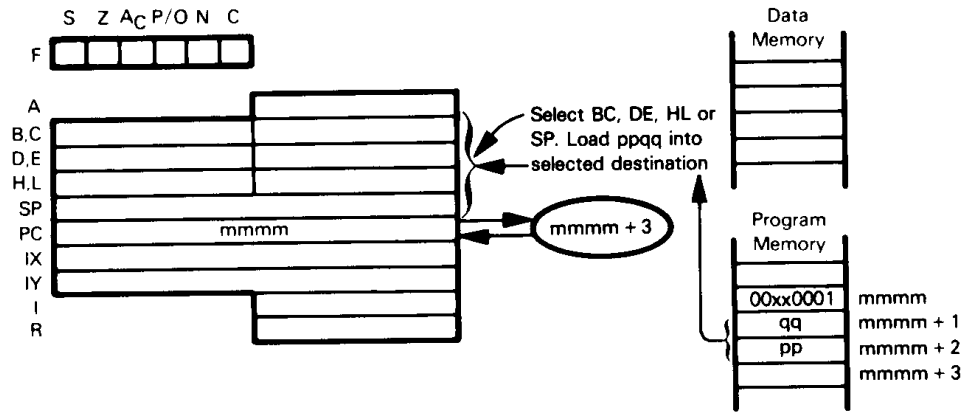 S Z AC P/O N C
F
A
B,C
D,E
H,L
SP
PC
IX
IY
I
R
mmmm
Select BC, DE, HL or
SP. Load ppqq into
selected destination
mmmm + 3
Data
Memory
Program
Memory
00xx0001 mmmm
qq mmmm + 1
pp mmmm + 2
mmmm + 3